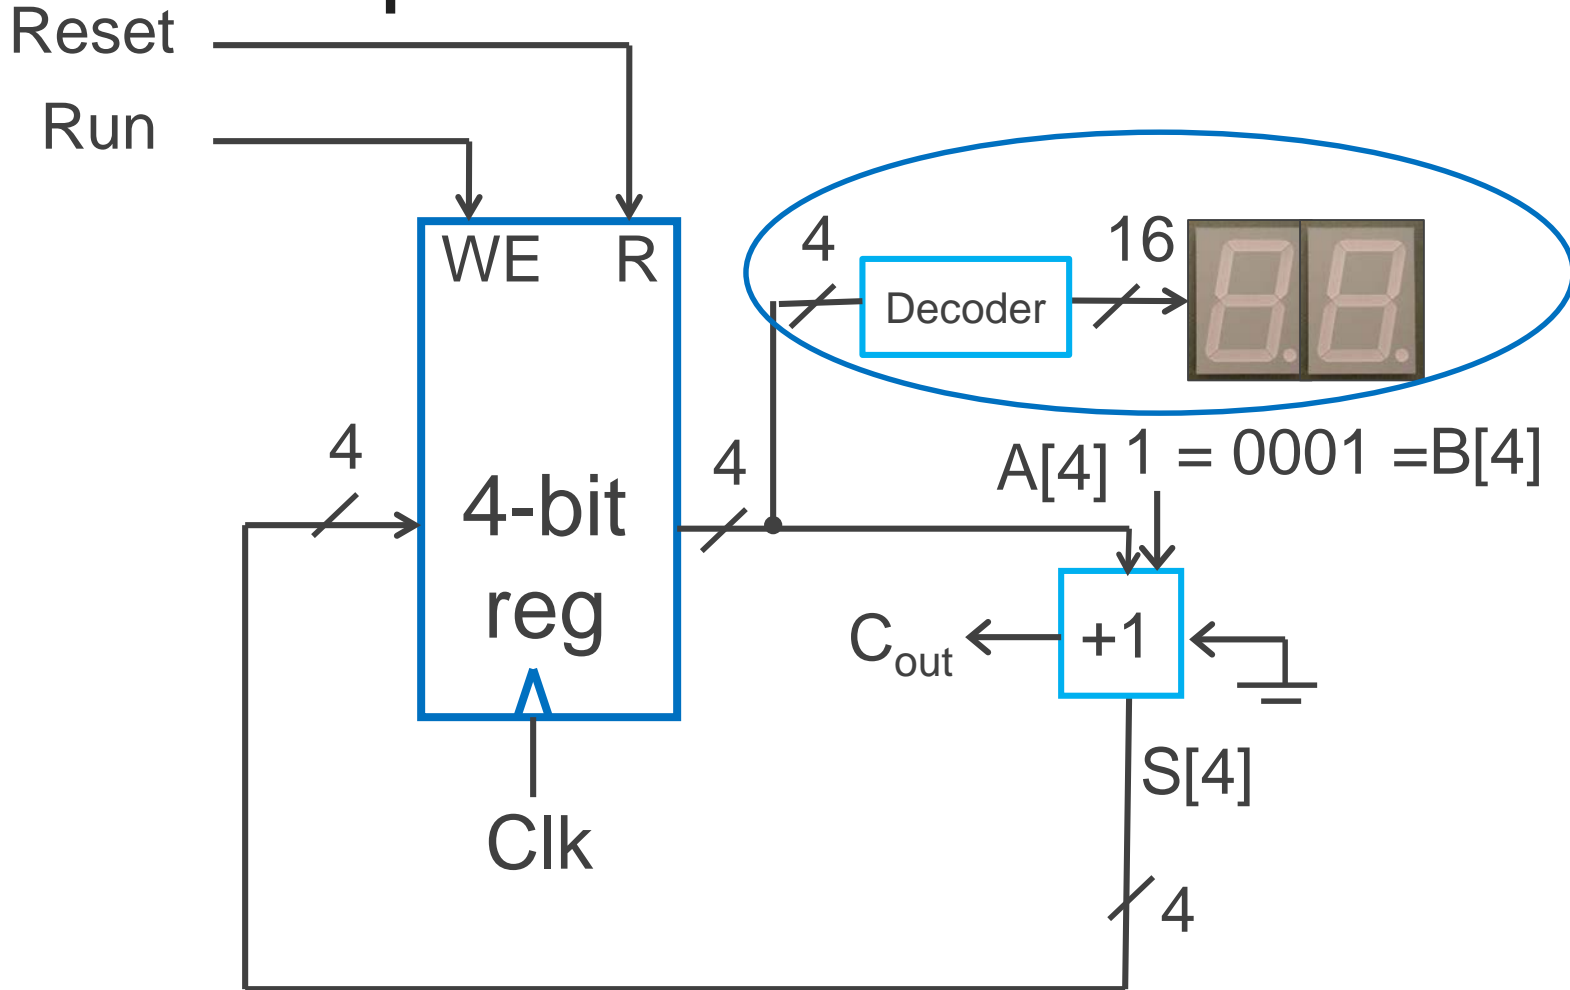 Reset
Run
WE R
4 16
Decoder
4
4-bit
reg
4
A[4]
1 = 0001 =B[4]
Cout
+1
Clk
S[4]
4